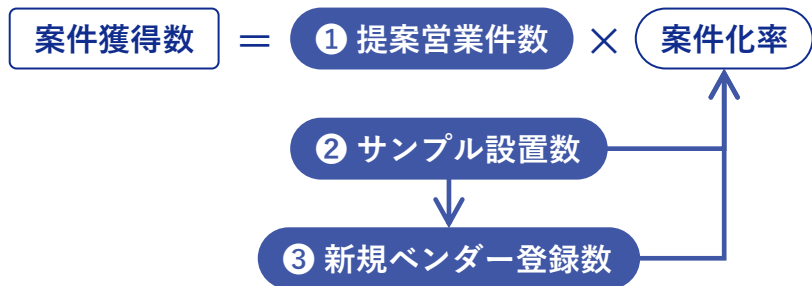 案件獲得数 = ❶ 提案営業件数 × 案件化率
❷ サンプル設置数
❸ 新規ベンダー登録数